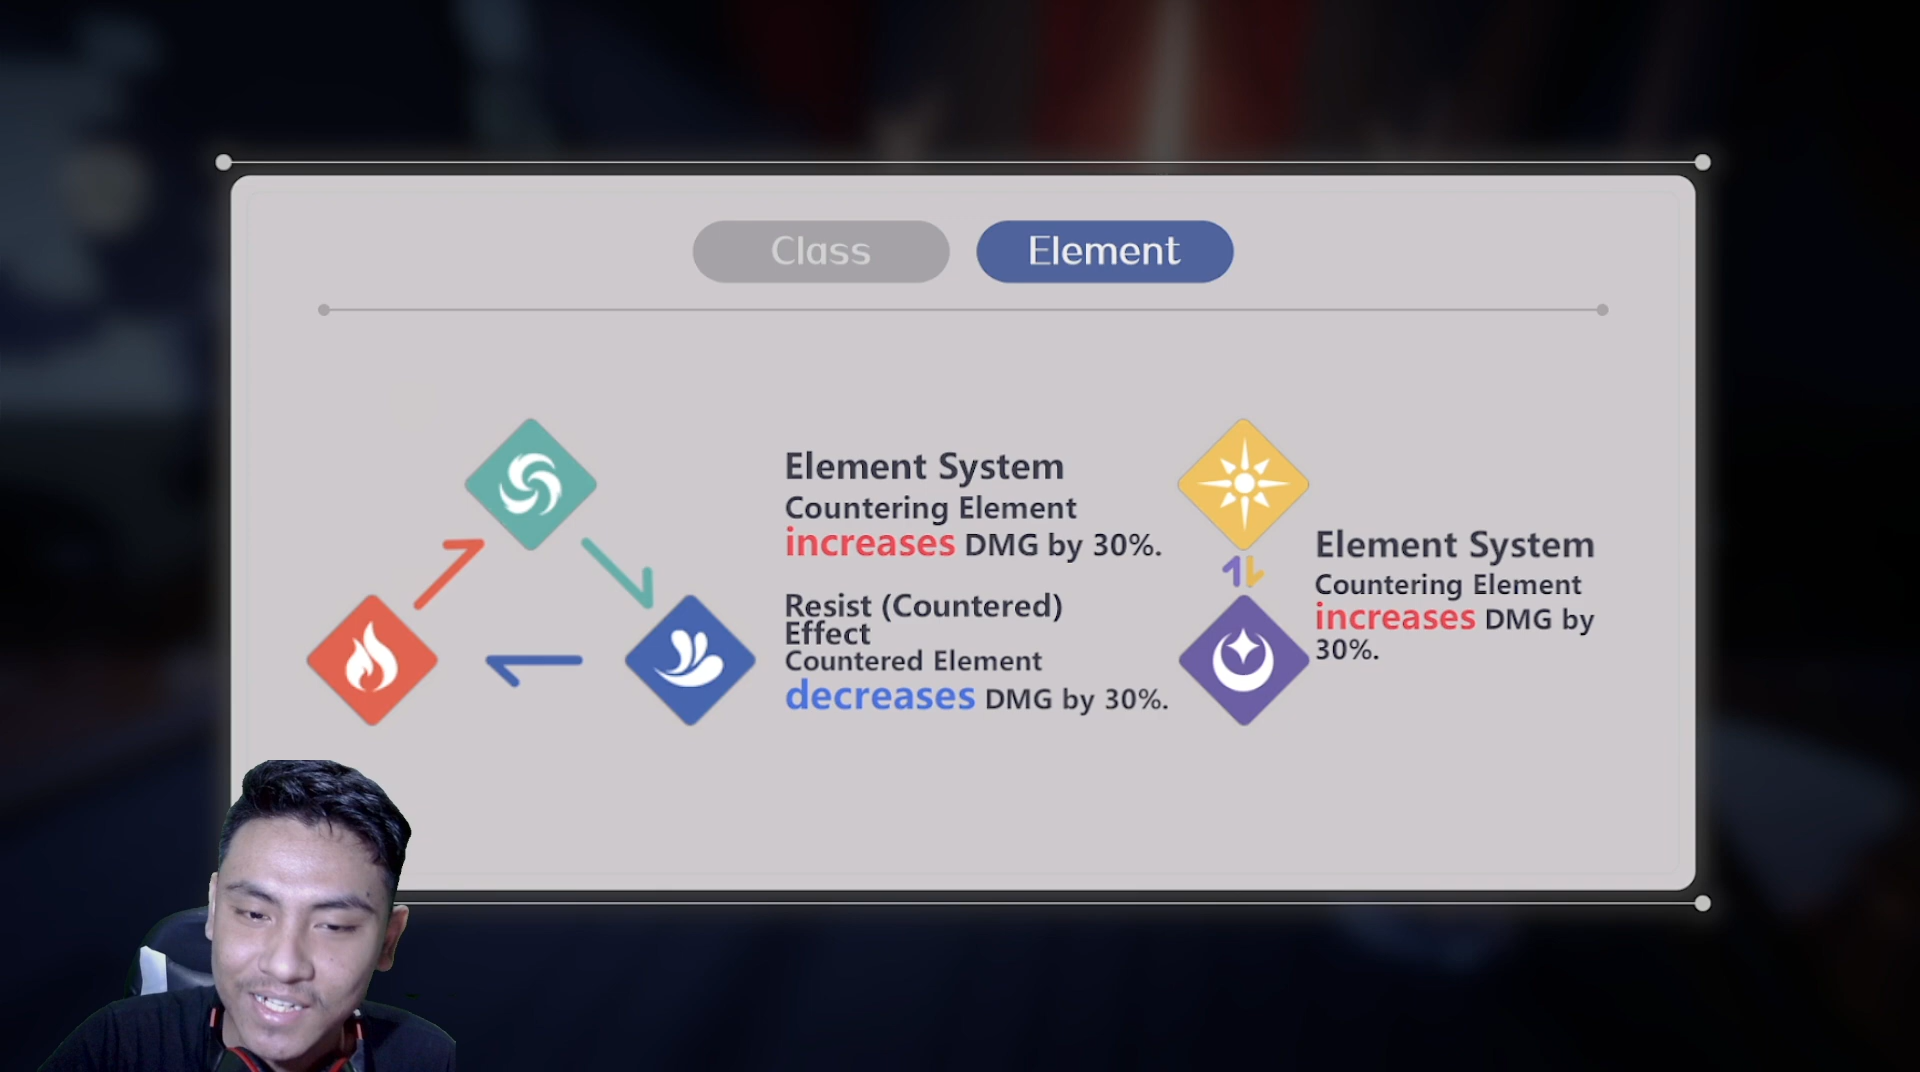 Class
Element
Element System
Countering Element
increases DMG by 30%.
Resist (Countered)
Effect
Countered Element
decreases DMG by 30%.
Element System
Countering Element
increases DMG by
30%.